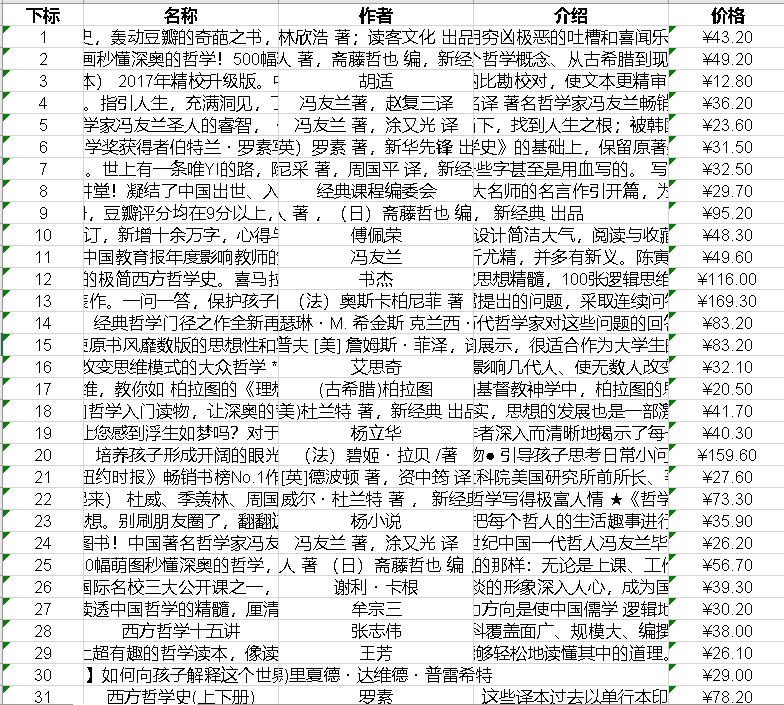 下标 名称 作者 介绍 价格
1 史，轰动豆瓣的奇葩之书， 林欣浩 著；读客文化 出品 穷凶极恶的吐槽和喜闻乐 ¥43.20
2 画秒懂深奥的哲学！500幅 人 著，斋藤哲也 编，新经 哲学概念、从古希腊到现 ¥49.20
3 本） 2017年精校升级版。中 胡适 比勘校对，使文本更精审 ¥12.80
4 。指引人生，充满洞见， 冯友兰著，赵复三译 名译 著名哲学家冯友兰畅销 ¥36.20
5 学家冯友兰圣人的睿智， 冯友兰 著，涂又光 译 下，找到人生之根；被韩国 ¥23.60
6 学奖获得者伯特兰·罗素 英）罗素 著，新华先锋 出 学史》的基础上，保留原著 ¥31.50
7 。世上有一条唯YI的路， 尼采 著，周国平 译，新经 些字甚至是用血写的。 写 ¥32.50
8 讲堂！凝结了中国出世、入 经典课程编委会 大名师的名言作引开篇，为 ¥29.70
9 ，豆瓣评分均在9分以上， 人 著 ，（日）斋藤哲也 编， 新经典 出品 ¥95.20
10 订，新增十余万字，心得与 傅佩荣 设计简洁大气，阅读与收藏 ¥48.30
11 中国教育报年度影响教师的 冯友兰 尤精，并多有新义。陈寅 ¥49.60
12 的极简西方哲学史。喜马拉 书杰 思想精髓，100张逻辑思维 ¥116.00
13 作。一问一答，保护孩子 （法）奥斯卡柏尼菲 著 提出的问题，采取连续问 ¥169.30
14 经典哲学门径之作全新再 瑟琳·M. 希金斯 克兰西· 代哲学家对这些问题的回答 ¥83.20
15 原书风靡数版的思想性和 普夫 [美] 詹姆斯·菲泽， 展示，很适合作为大学生的 ¥83.20
16 改变思维模式的大众哲学 * 艾思奇 影响几代人、使无数人改变 ¥32.10
17 维，教你如 柏拉图的《理想 (古希腊)柏拉图 基督教神学中，柏拉图的思 ¥20.50
18 哲学入门读物，让深奥的 美)杜兰特 著，新经典 出品 实，思想的发展也是一部激 ¥41.70
19 让您感到浮生如梦吗？对于 杨立华 者深入而清晰地揭示了每一 ¥40.30
20 培养孩子形成开阔的眼光 （法）碧姬·拉贝 /著 物● 引导孩子思考日常小问 ¥159.60
21 纽约时报》畅销书榜No.1作 [英]德波顿 著，资中筠 译 科院美国研究所前所长、 ¥27.60
22 起来） 杜威、季羡林、周国 威尔·杜兰特 著 ， 新经典 哲学写得极富人情 ★《哲学 ¥73.30
23 想。别刷朋友圈了，翻翻这 杨小说 把每个哲人的生活趣事进行 ¥35.90
24 图书！中国著名哲学家冯友 冯友兰 著，涂又光 译 世纪中国一代哲人冯友兰毕 ¥26.20
25 0幅萌图秒懂深奥的哲学， 人 著 （日）斋藤哲也 编 的那样：无论是上课、工作 ¥56.70
26 国际名校三大公开课之一， 谢利·卡根 谈的形象深入人心，成为国 ¥39.30
27 读透中国哲学的精髓，厘清 牟宗三 力方向是使中国儒学 逻辑地 ¥30.20
28 西方哲学十五讲 张志伟 科覆盖面广、规模大、编撰 ¥38.00
29 上超有趣的哲学读本，像读 王芳 够轻松地读懂其中的道理。 ¥26.10
30 】如何向孩子解释这个世界 里夏德·达维德·普雷希特 ¥29.00
31 西方哲学史(上下册) 罗素 这些译本过去以单行本印 ¥78.20